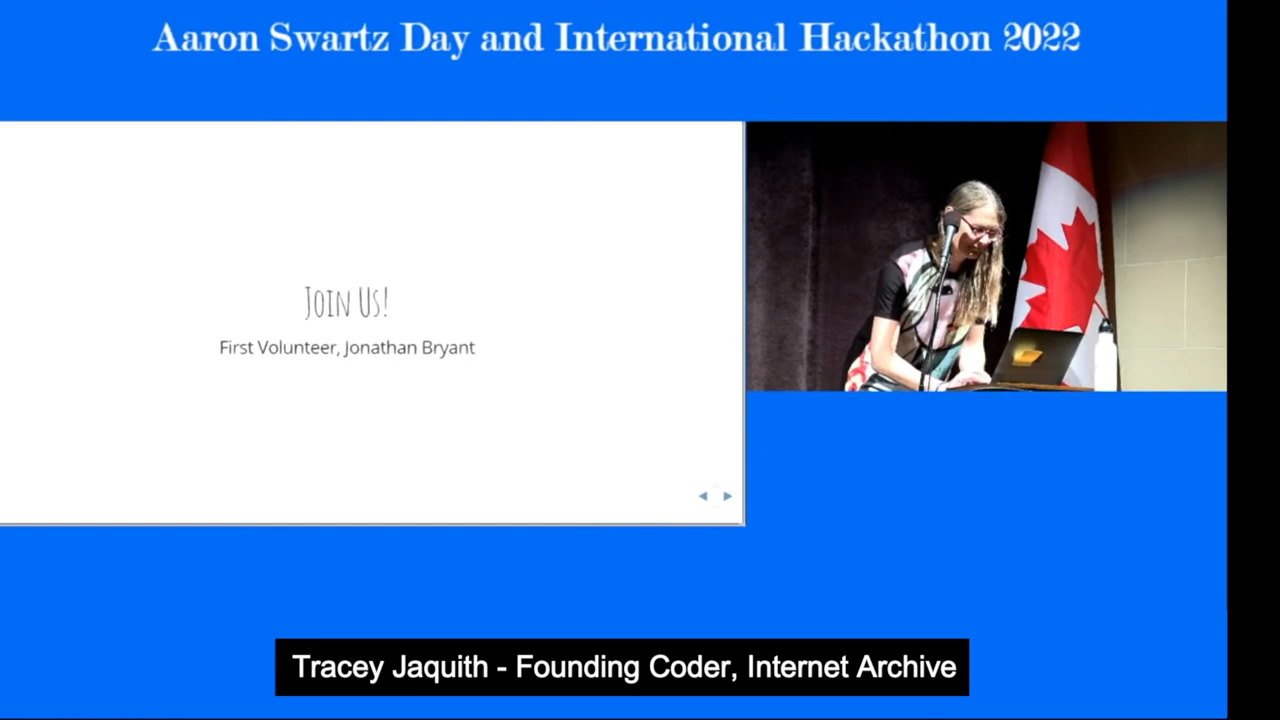 Aaron Swartz Day and International Hackathon 2022
Join Us!
First Volunteer, Jonathan Bryant
Tracey Jaquith - Founding Coder, Internet Archive